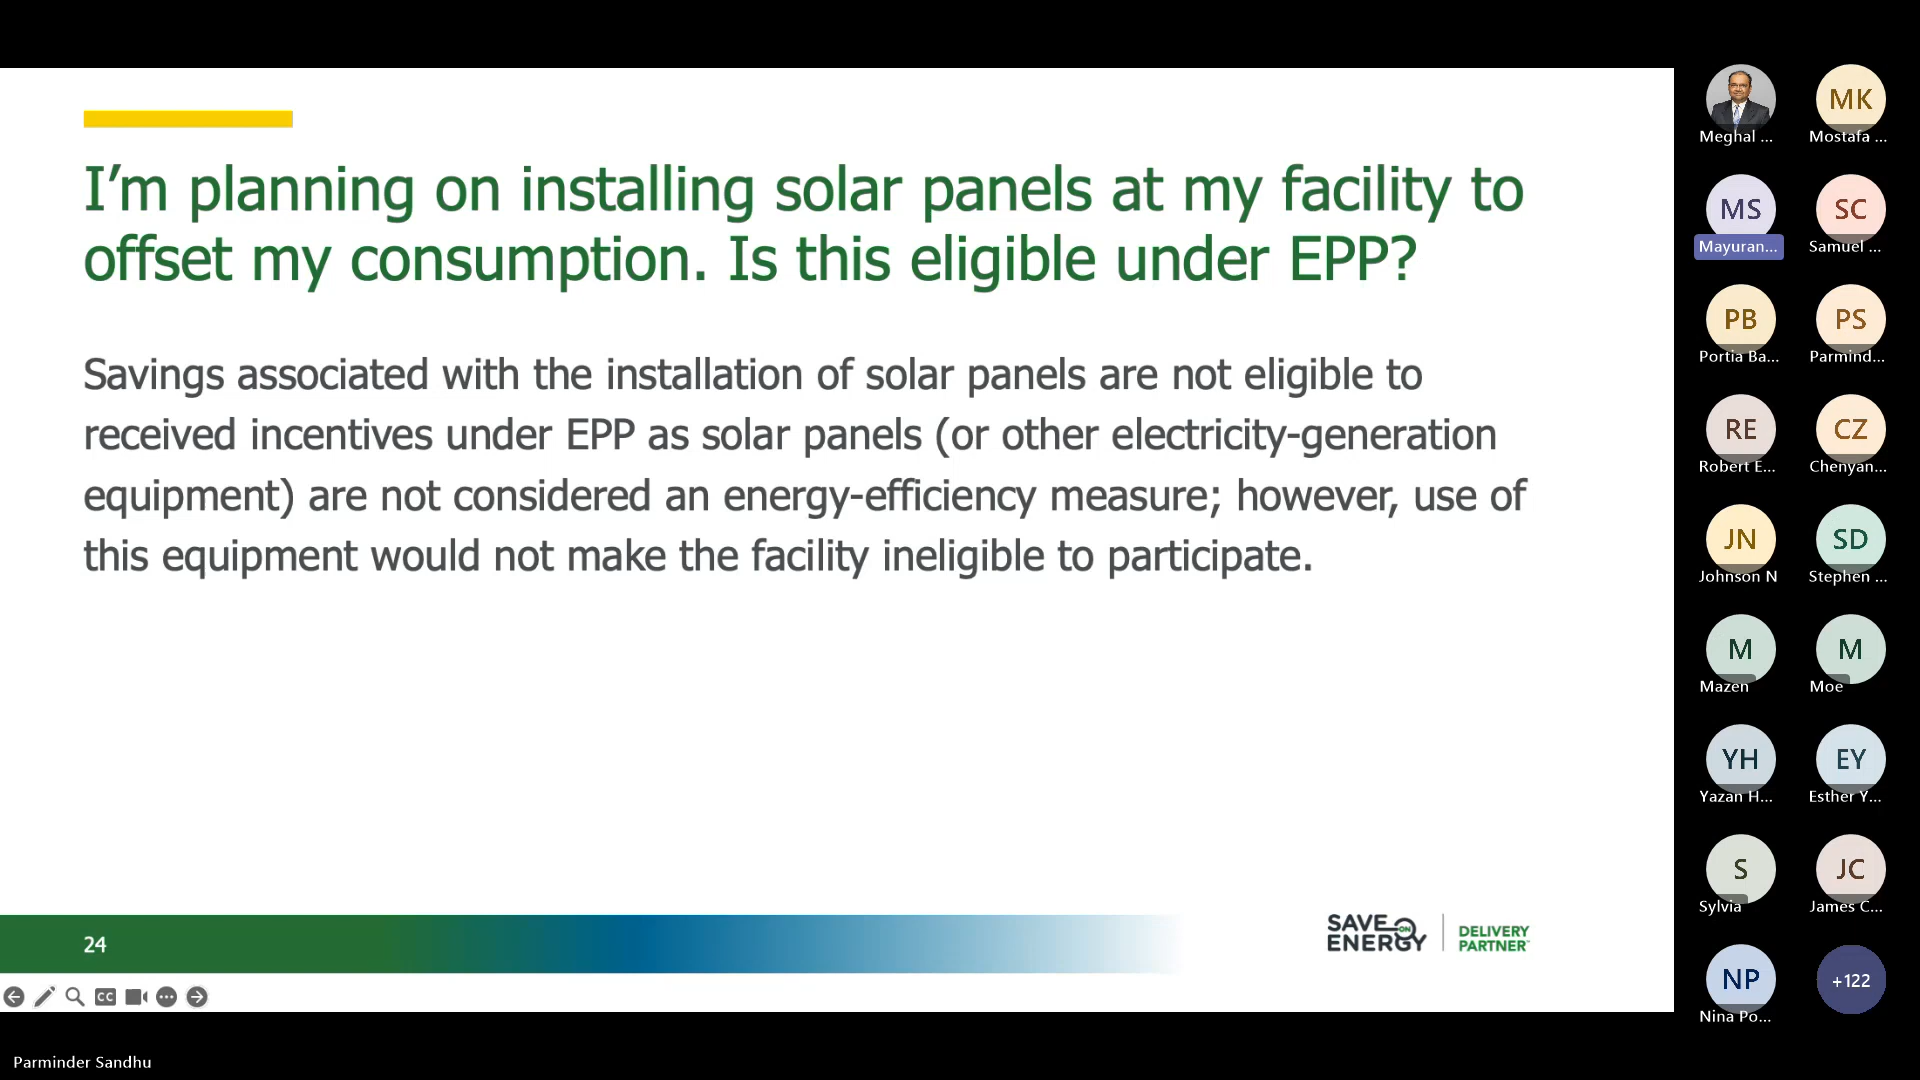 I’m planning on installing solar panels at my facility to
offset my consumption. Is this eligible under EPP?
Savings associated with the installation of solar panels are not eligible to
received incentives under EPP as solar panels (or other electricity-generation
equipment) are not considered an energy-efficiency measure; however, use of
this equipment would not make the facility ineligible to participate.
24
SAVE ON
ENERGY
DELIVERY
PARTNER™
CC
Parminder Sandhu
Meghal ...
MK
Mostafa ...
MS
Mayuran...
SC
Samuel ...
PB
Portia Ba...
PS
Parmind...
RE
Robert E...
CZ
Chenyan...
JN
Johnson N
SD
Stephen ...
M
Mazen
M
Moe
YH
Yazan H...
EY
Esther Y...
S
Sylvia
JC
James C...
NP
Nina Po...
+122